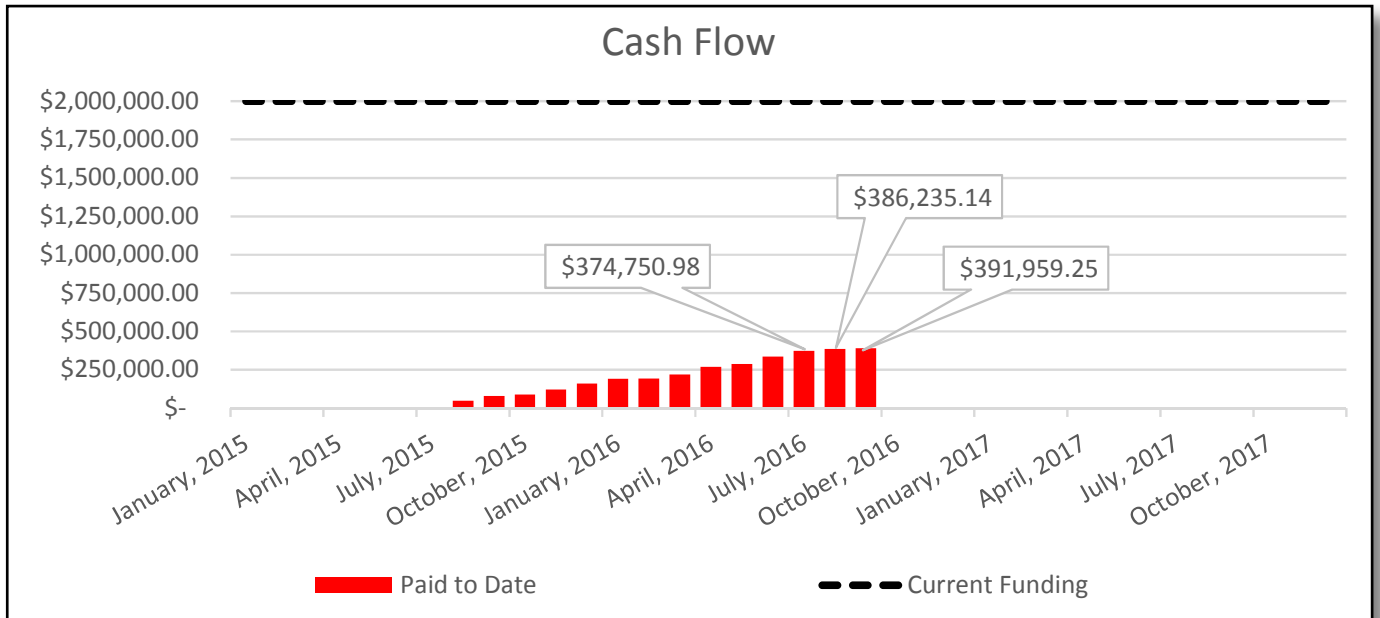 Cash Flow
$2,000,000.00
$1,750,000.00
$1,500,000.00
$1,250,000.00
$1,000,000.00
$750,000.00
$500,000.00
$250,000.00
$-
$386,235.14
$374,750.98
$391,959.25
January, 2015
April, 2015
July, 2015
October, 2015
January, 2016
April, 2016
July, 2016
October, 2016
January, 2017
April, 2017
July, 2017
October, 2017
Paid to Date
Current Funding